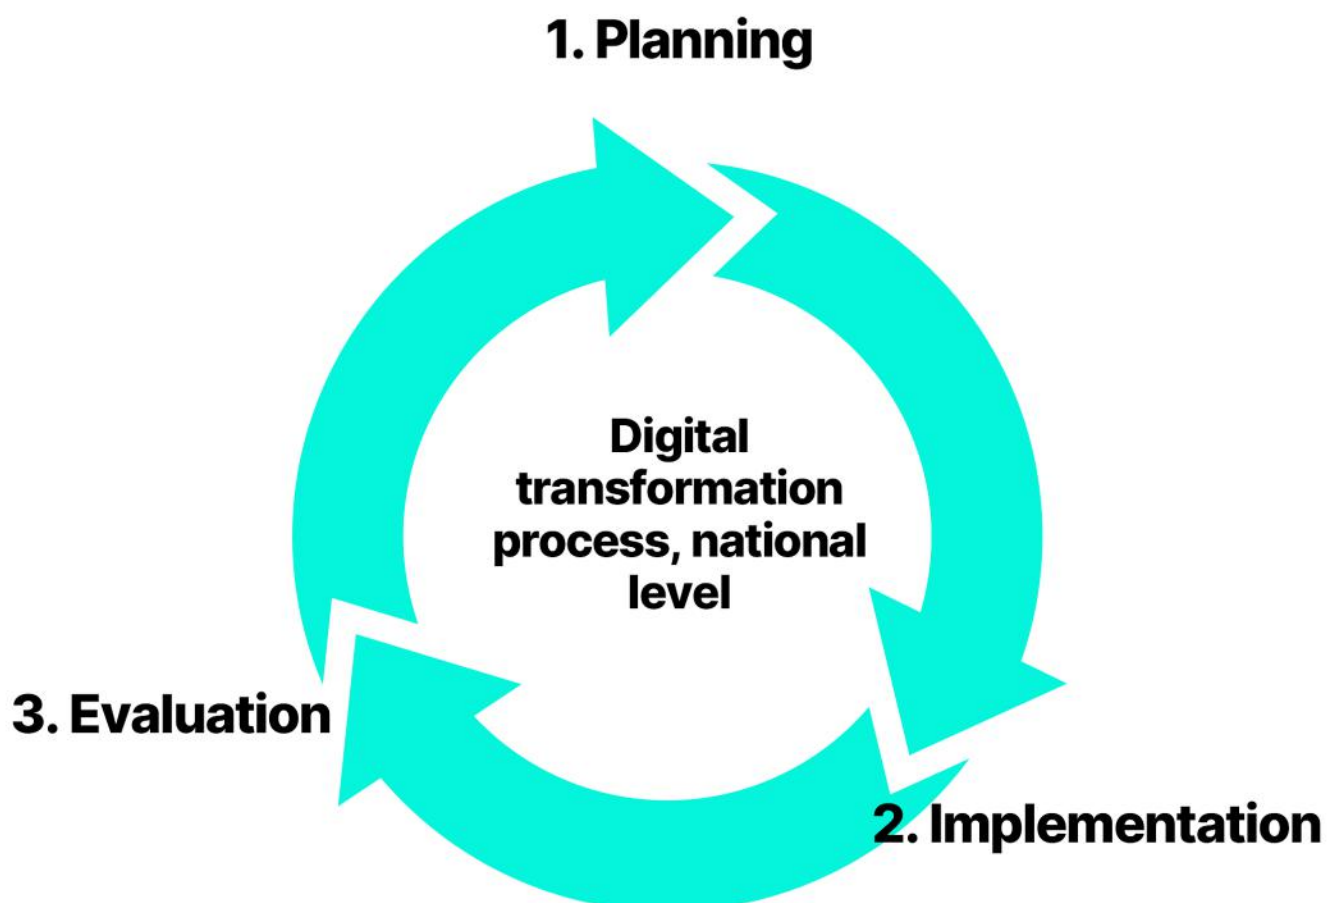 1. Planning
Digital
transformation
process, national
level
3. Evaluation
2. Implementation